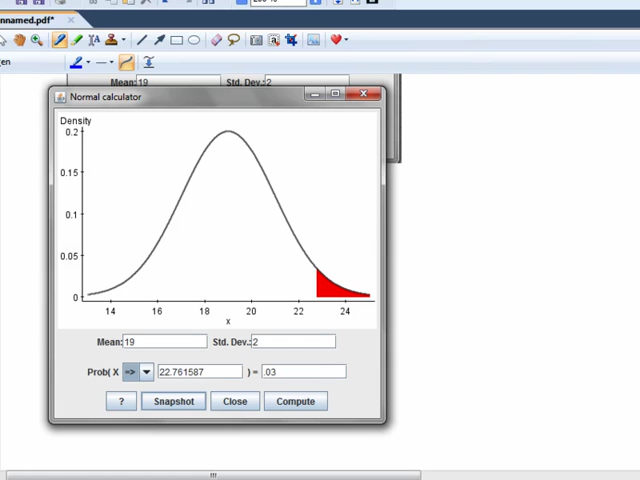 nnamed.pdf*
en
Mean: 19 Std. Dev.: 2
Normal calculator
Density
0.2
0.15
0.1
0.05
0
14 16 18 20 22 24
x
Mean: 19 Std. Dev.: 2
Prob( X => 22.761587 ) = .03
? Snapshot Close Compute